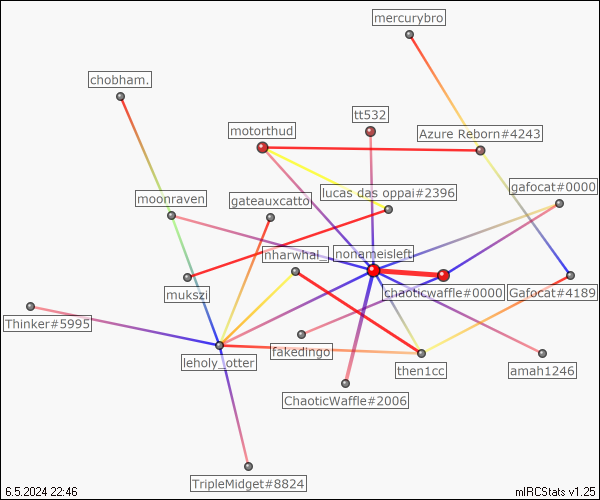 mercurybro
chobham.
tt532
motorthud
Azure Reborn#4243
gafocat#0000
lucas das oppai#2396
moonraven
gateauxcatto
nharwhal_
nonameisleft
mukszi
chaoticwaffle#0000
Gafocat#4189
Thinker#5995
leholy_otter
fakedingo
then1cc
amah1246
ChaoticWaffle#2006
TripleMidget#8824
6.5.2024 22:46
mIRCStats v1.25